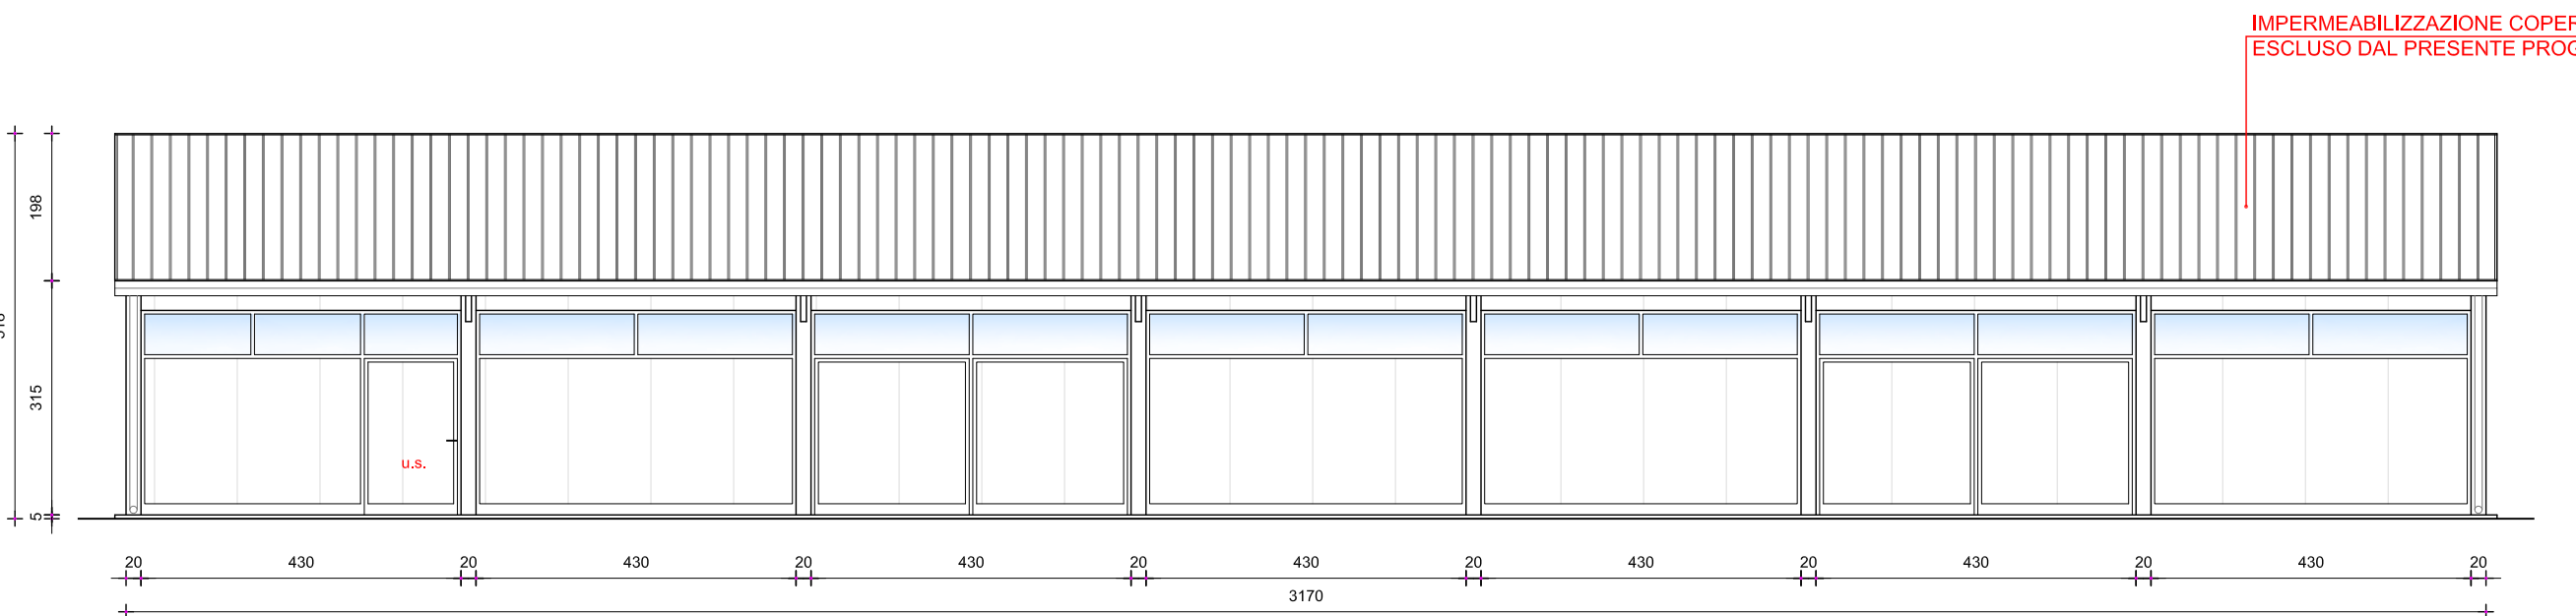 IMPERMEABILIZZAZIONE COPER
ESCLUSO DAL PRESENTE PROG
198
315
5
u.s.
20 430 20 430 20 430 20 430 20 430 20 430 20 430 20
3170